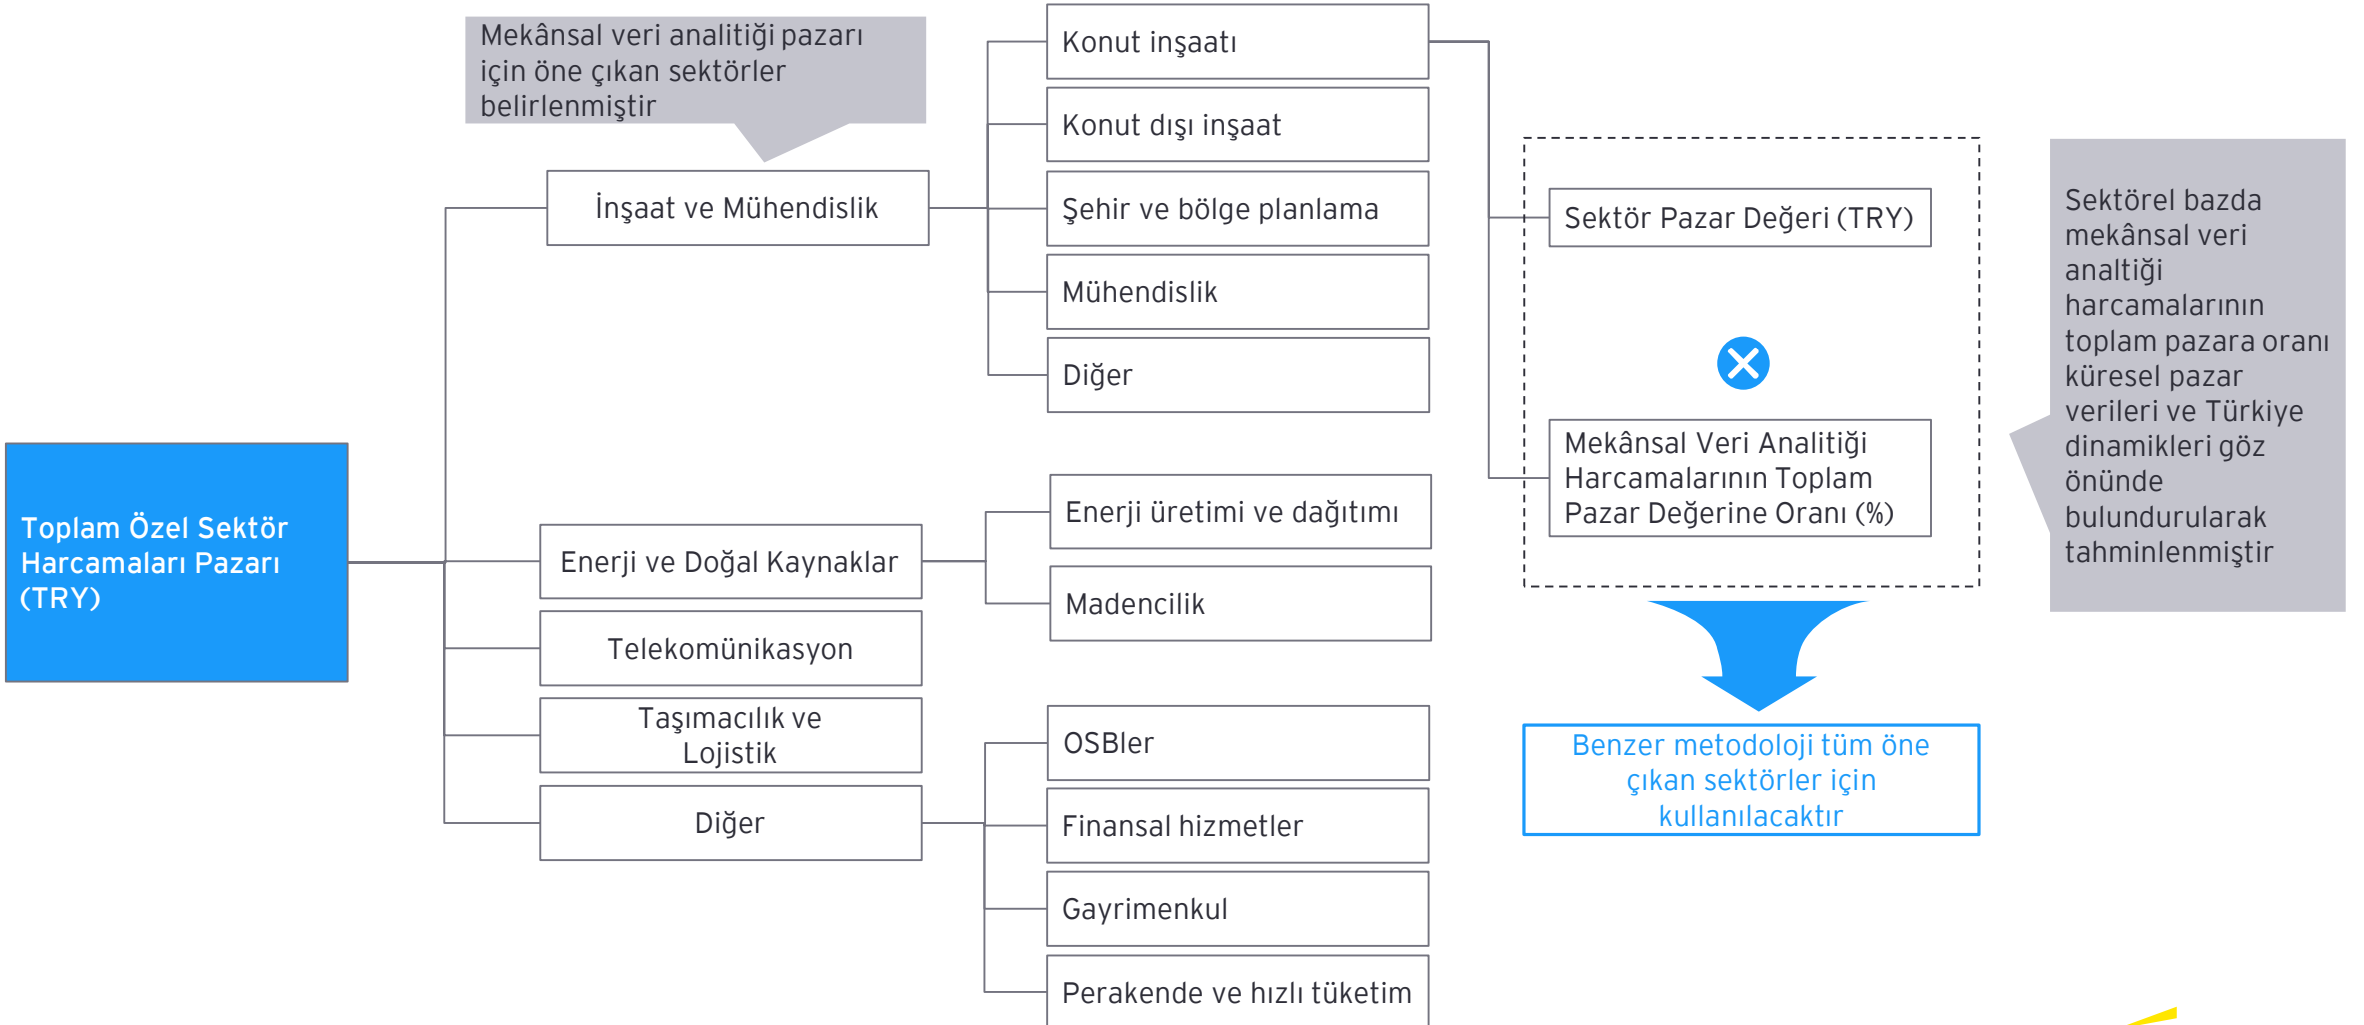 Mekânsal veri analitiği pazarı
için öne çıkan sektörler
belirlenmiştir
Toplam Özel Sektör
Harcamaları Pazarı
(TRY)
İnşaat ve Mühendislik
Konut inşaatı
Konut dışı inşaat
Şehir ve bölge planlama
Mühendislik
Diğer
Enerji ve Doğal Kaynaklar
Enerji üretimi ve dağıtımı
Madencilik
Telekomünikasyon
Taşımacılık ve
Lojistik
Diğer
OSBler
Finansal hizmetler
Gayrimenkul
Perakende ve hızlı tüketim
Sektör Pazar Değeri (TRY)
Mekânsal Veri Analitiği
Harcamalarının Toplam
Pazar Değerine Oranı (%)
Benzer metodoloji tüm öne
çıkan sektörler için
kullanılacaktır
Sektörel bazda
mekânsal veri
analtiği
harcamalarının
toplam pazara oranı
küresel pazar
verileri ve Türkiye
dinamikleri göz
önünde
bulundurularak
tahminlenmiştir